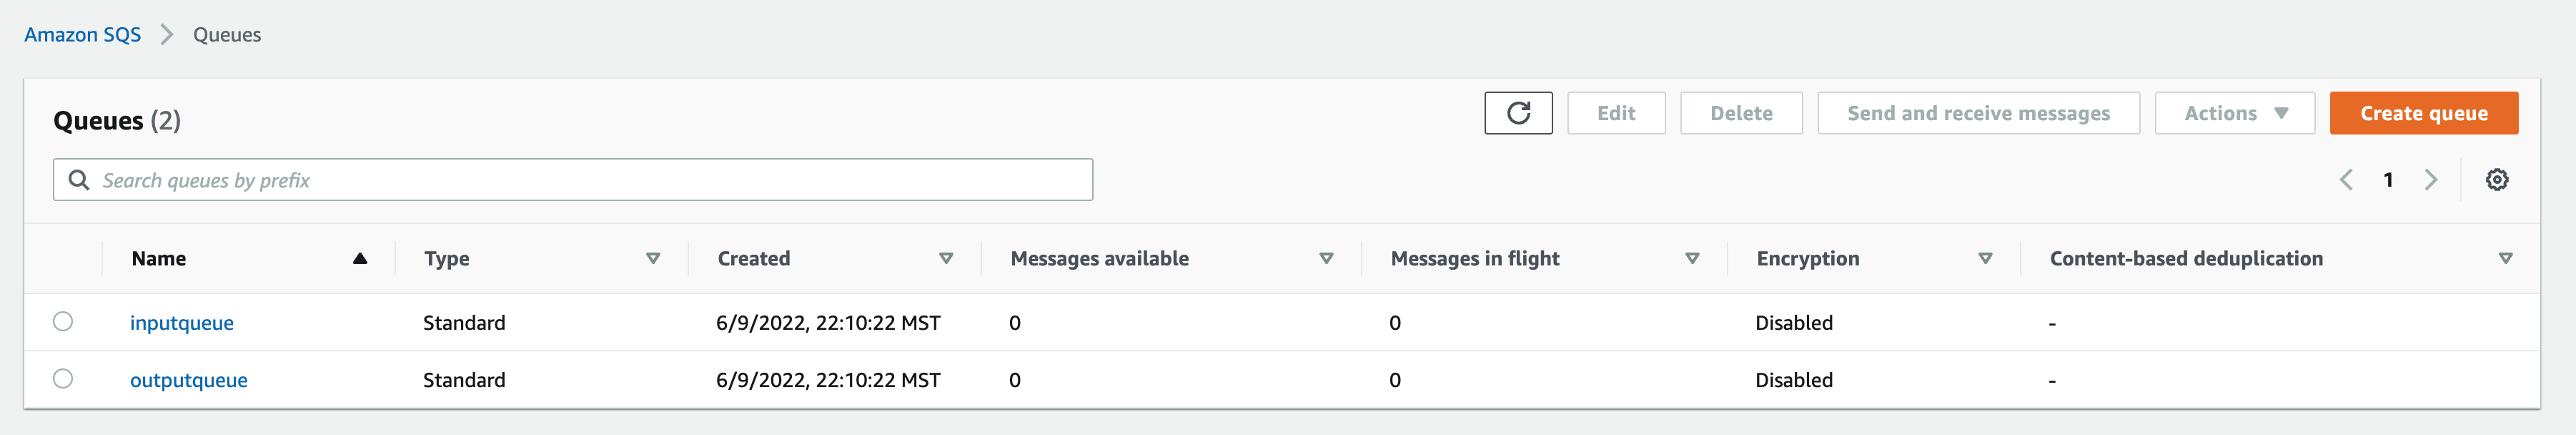 Amazon SQS Queues
Queues (2)
Edit Delete Send and receive messages Actions Create queue
Search queues by prefix
1
Name Type Created Messages available Messages in flight Encryption Content-based deduplication
inputqueue Standard 6/9/2022, 22:10:22 MST 0 0 Disabled -
outputqueue Standard 6/9/2022, 22:10:22 MST 0 0 Disabled -